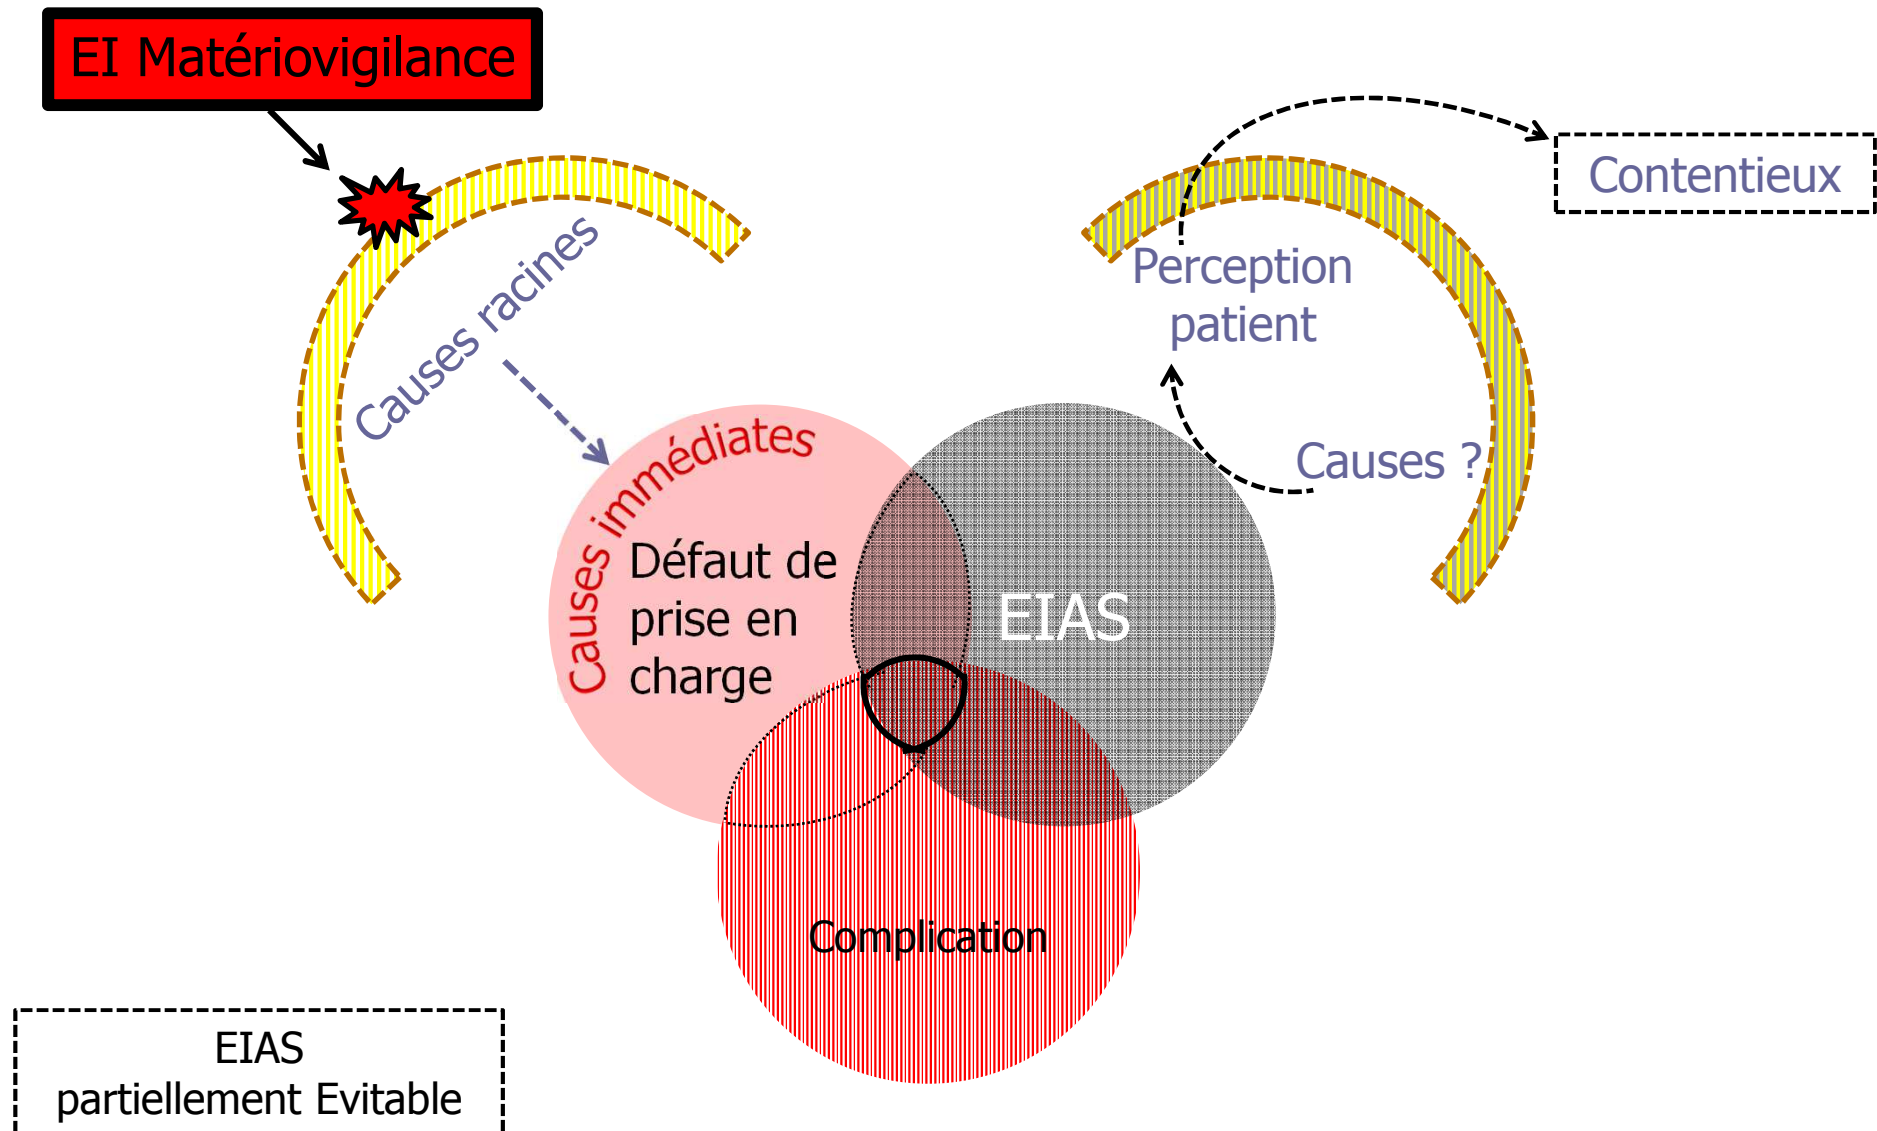 EI Matériovigilance
Contentieux
Causes racines
Perception
patient
Causes ?
Causes immédiates
Défaut de
prise en
charge
EIAS
Complication
EIAS
partiellement Evitable